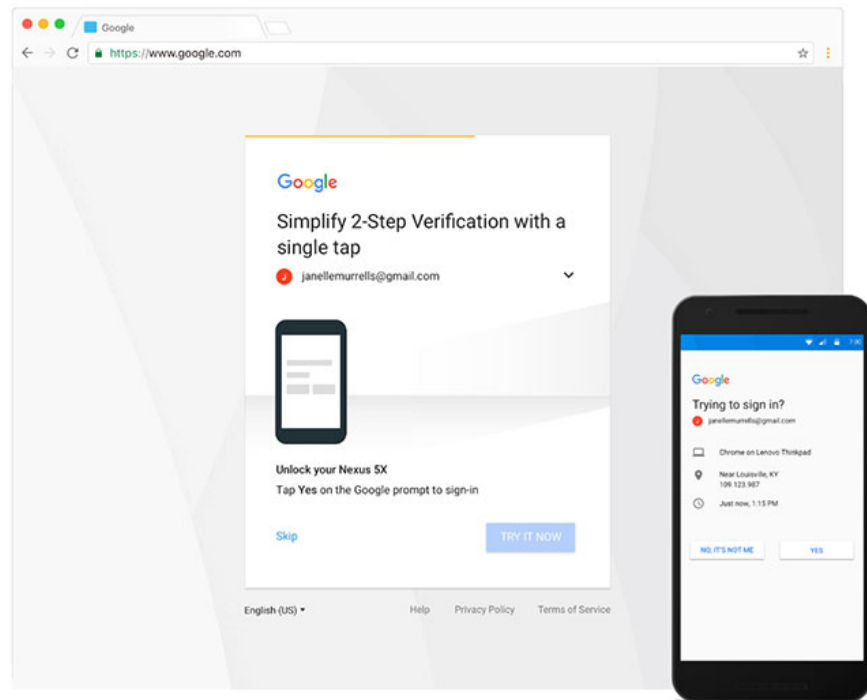 Google
https://www.google.com
Google
Simplify 2-Step Verification with a
single tap
J janellemurrells@gmail.com
Unlock your Nexus 5X
Tap Yes on the Google prompt to sign-in
Skip
TRY IT NOW
English (US)
Help
Privacy Policy
Terms of Service
7:00
Google
Trying to sign in?
J janellemurrells@gmail.com
Chrome on Lenovo Thinkpad
Near Louisville, KY
109.123.987
Just now, 1:15 PM
NO, IT'S NOT ME
YES